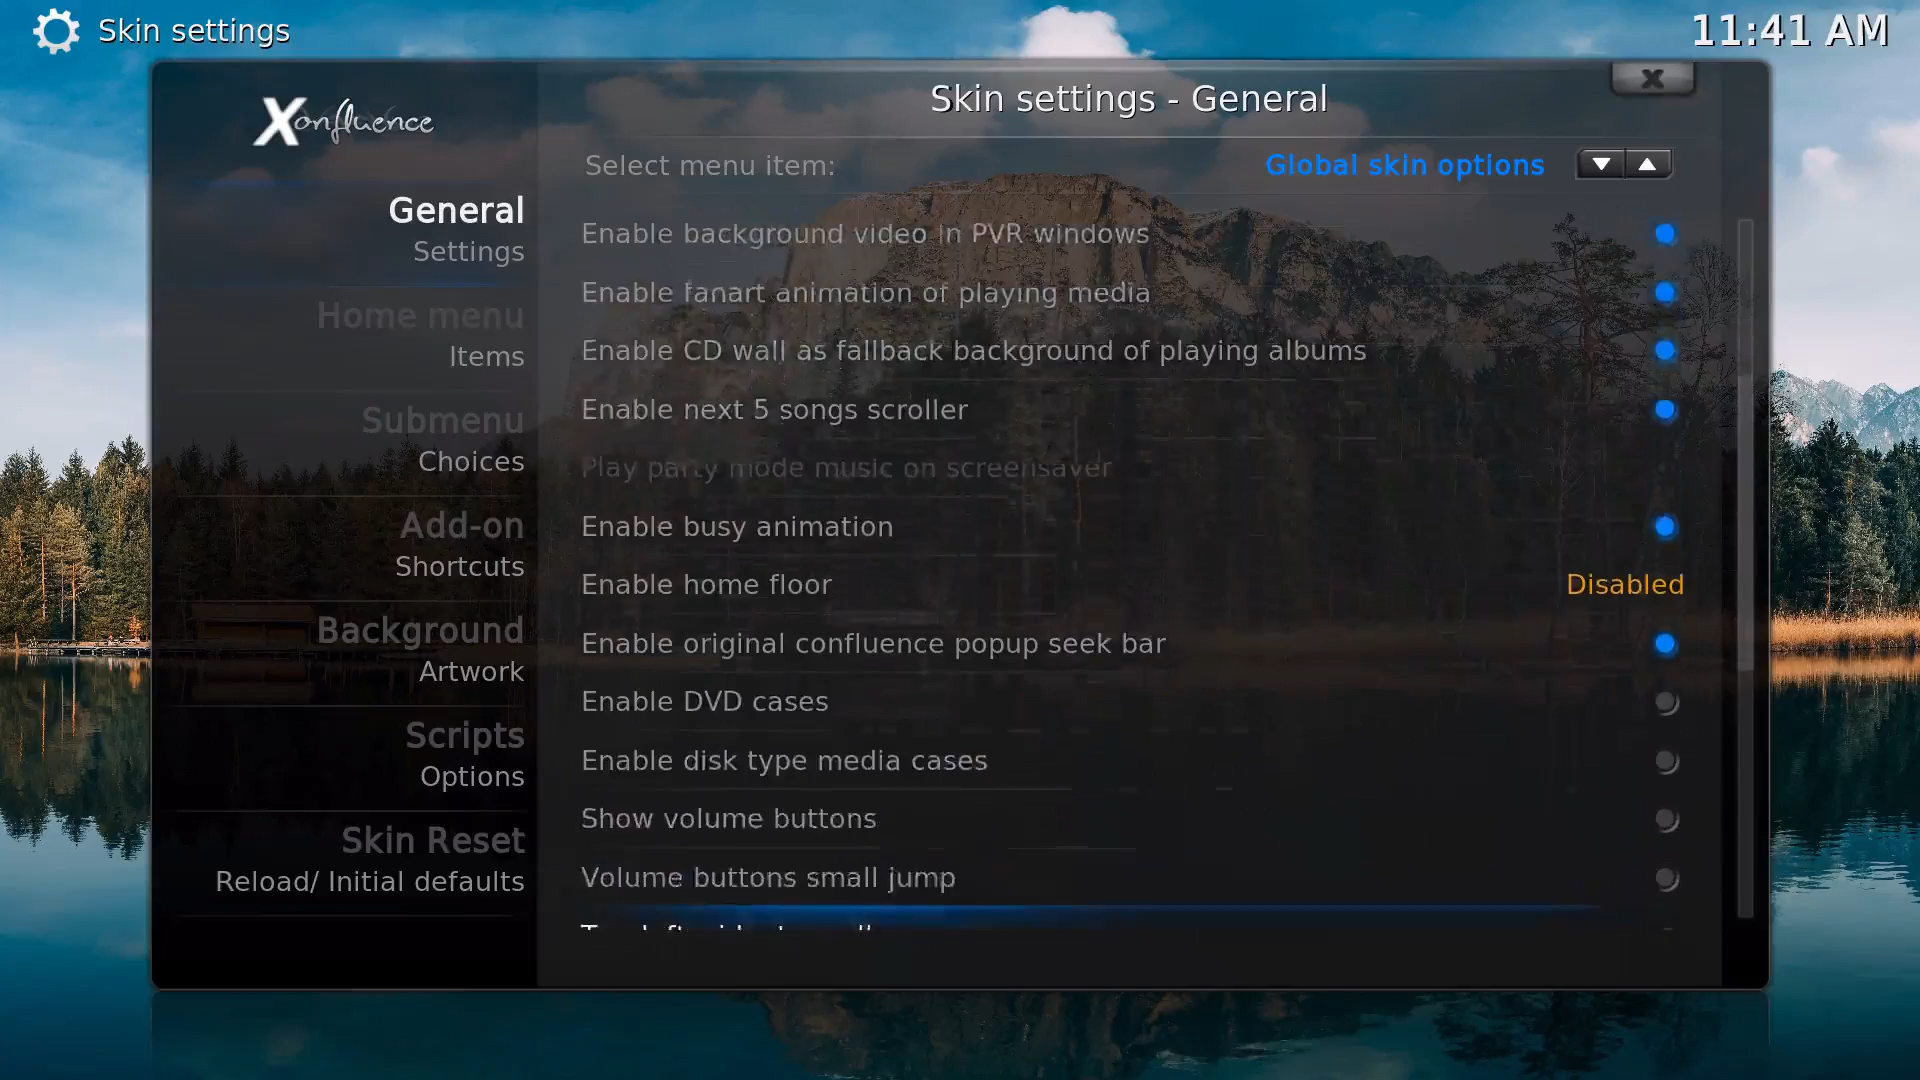 Skin settings
11:41 AM
Xonfluence
Skin settings - General
Select menu item:
Global skin options
General
Settings
Home menu
Items
Submenu
Choices
Add-on
Shortcuts
Background
Artwork
Scripts
Options
Skin Reset
Reload/ Initial defaults
Enable background video in PVR windows
Enable fanart animation of playing media
Enable CD wall as fallback background of playing albums
Enable next 5 songs scroller
Play party mode music on screensaver
Enable busy animation
Enable home floor
Disabled
Enable original confluence popup seek bar
Enable DVD cases
Enable disk type media cases
Show volume buttons
Volume buttons small jump